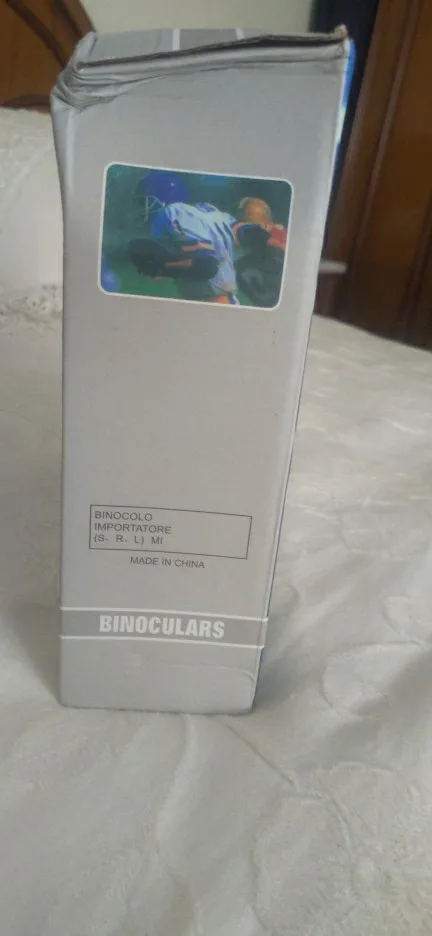 BINOCOLO
IMPORTATORE
(S. R. L) MI
MADE IN CHINA
BINOCULARS